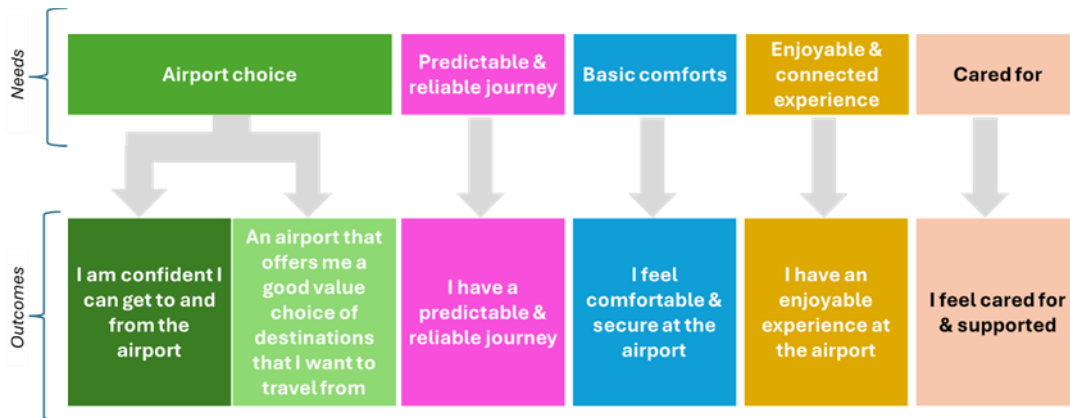 Needs
Airport choice
Predictable &
reliable journey
Basic comforts
Enjoyable &
connected
experience
Cared for
Outcomes
I am confident I
can get to and
from the
airport
An airport that
offers me a
good value
choice of
destinations
that I want to
travel from
I have a
predictable &
reliable journey
I feel
comfortable &
secure at the
airport
I have an
enjoyable
experience at
the airport
I feel cared for
& supported